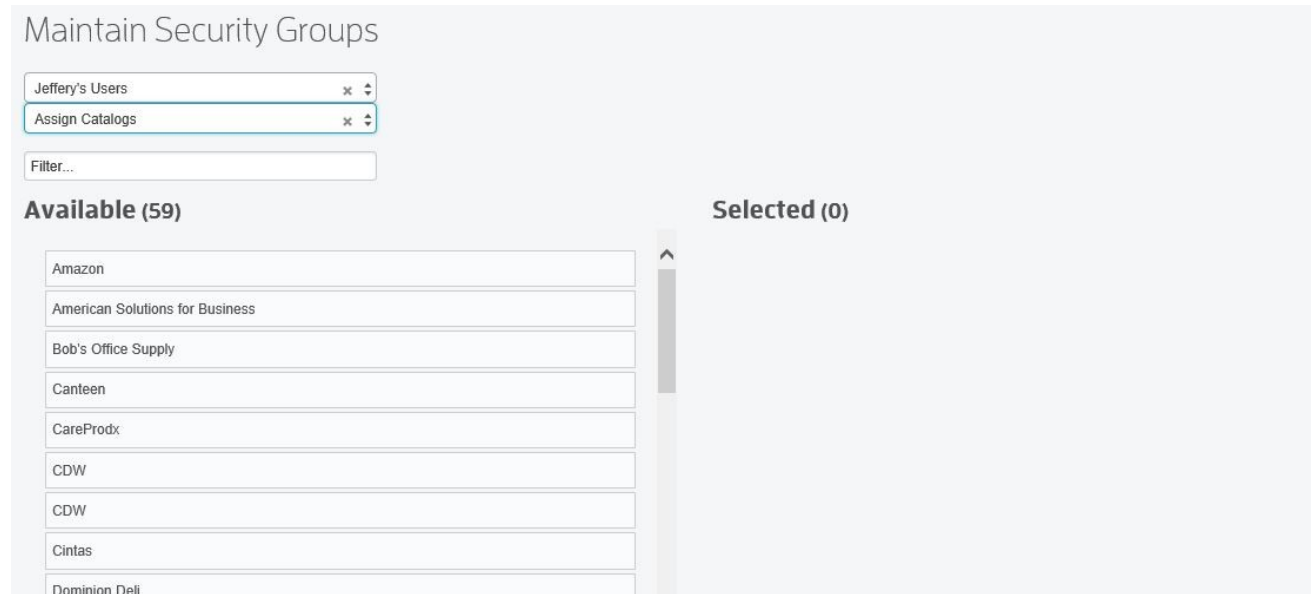 Maintain Security Groups
Jeffery's Users
Assign Catalogs
Filter...
Available (59)
Selected (0)
Amazon
American Solutions for Business
Bob's Office Supply
Canteen
CareProdx
CDW
CDW
Cintas
Dominion Deli